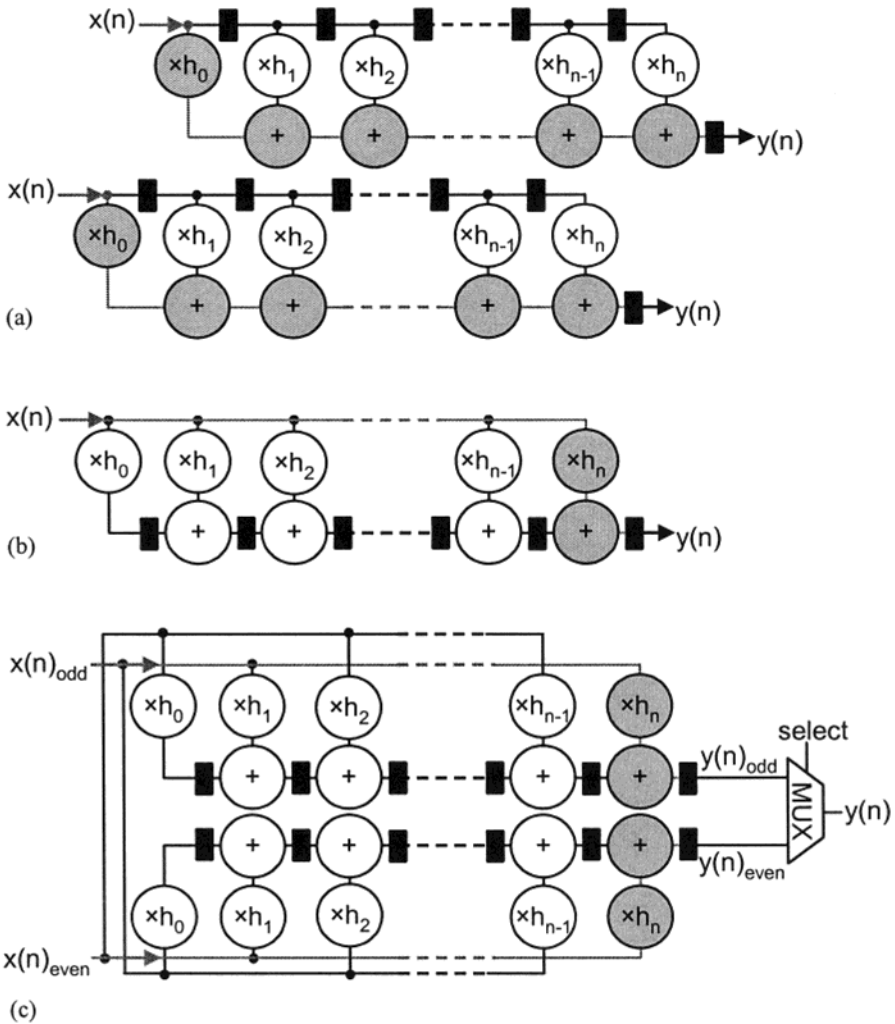 x(n)
×h0 ×h1 ×h2 ×hn-1 ×hn
+ + + +
y(n)
x(n)
×h0 ×h1 ×h2 ×hn-1 ×hn
+ + + +
y(n)
(a)
x(n)
×h0 ×h1 ×h2 ×hn-1 ×hn
+ + + +
y(n)
(b)
x(n)odd
×h0 ×h1 ×h2 ×hn-1 ×hn
select
+ + + +
y(n)odd
MUX
y(n)
+ + + +
y(n)even
×h0 ×h1 ×h2 ×hn-1 ×hn
x(n)even
(c)